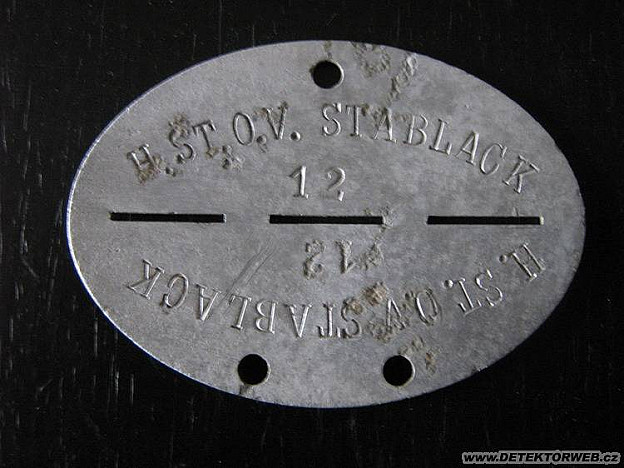 H.ST.O.V. STABLACK
12
12
H.ST.O.V.STABLACK
www.DETEKTORWEB.cz